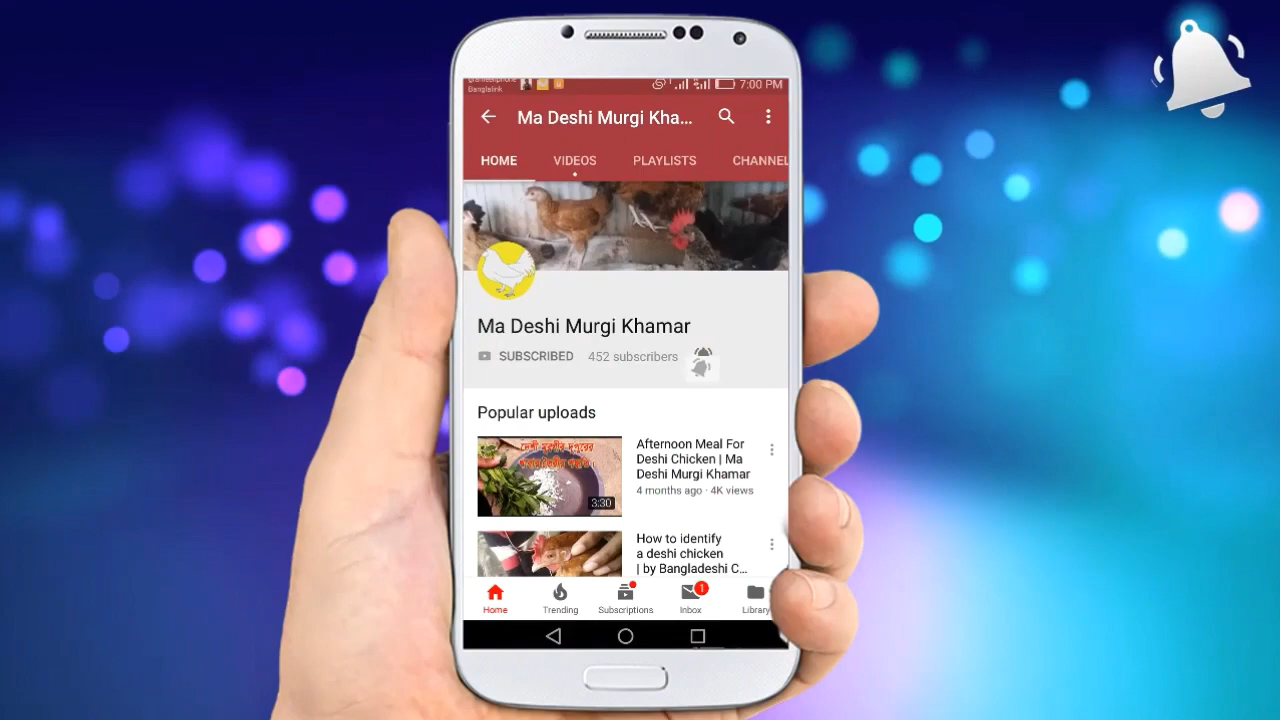 Banglalink
7:00 PM
Ma Deshi Murgi Kha...
HOME VIDEOS PLAYLISTS CHANNEL
Ma Deshi Murgi Khamar
SUBSCRIBED 452 subscribers
Popular uploads
দেশী মুরগীর দুপুরের
Afternoon Meal For
Deshi Chicken | Ma
Deshi Murgi Khamar
4 months ago · 4K views
3:30
How to identify
a deshi chicken
| by Bangladeshi C...
1
Home Trending Subscriptions Inbox Library